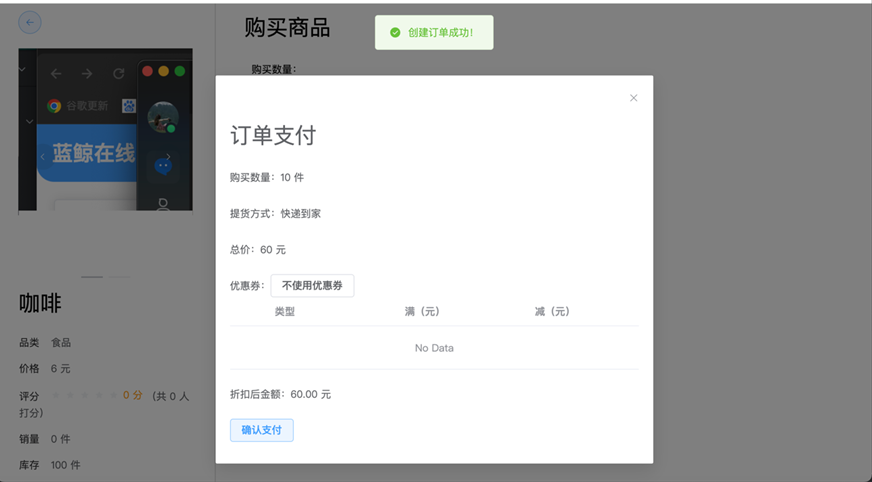 创建订单成功！
购买商品
购买数量：
谷歌更新
蓝鲸在线
咖啡
品类 食品
价格 6 元
评分 0 分 （共 0 人
打分）
销量 0 件
库存 100 件
订单支付
购买数量：10 件
提货方式：快递到家
总价：60 元
优惠券： 不使用优惠券
类型 满（元） 减（元）
No Data
折扣后金额：60.00 元
确认支付